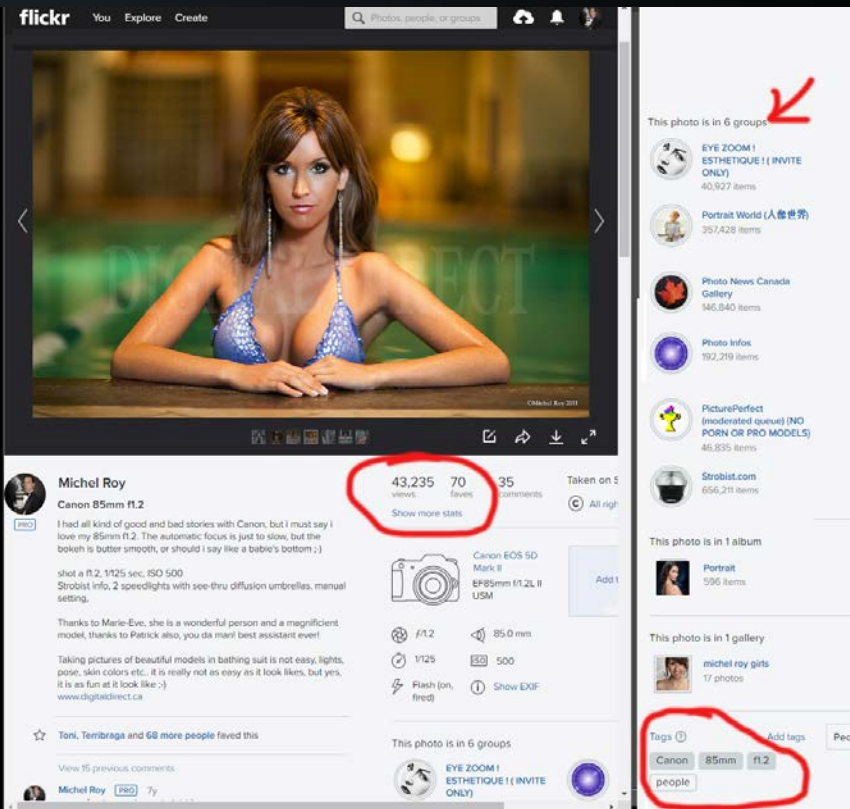 flickr You Explore Create Photos, people, or groups
DIGITAL DIRECT
©Michel Roy 2011
Michel Roy
PRO
Canon 85mm f1.2
I had all kind of good and bad stories with Canon, but i must say i
love my 85mm f1.2. The automatic focus is just to slow, but the
bokeh is butter smooth, or should i say like a babie's bottom ;-)
shot a f1.2, 1/125 sec, ISO 500
Strobist info, 2 speedlights with see-thru diffusion umbrellas, manual
setting,
Thanks to Marie-Eve, she is a wonderful person and a magnificient
model, thanks to Patrick also, you da man! best assistant ever!
Taking pictures of beautiful models in bathing suit is not easy, lights,
pose, skin colors etc.. it is really not as easy as it look likes, but yes,
it is as fun at it look like ;-)
www.digitaldirect.ca
Toni, Terribraga and 68 more people faved this
View 15 previous comments
Michel Roy PRO 7y
43,235 70 35
views faves comments
Show more stats
Taken on S
All righ
Canon EOS 5D
Mark II
EF85mm f/1.2L II
USM
Add t
ƒ/1.2 85.0 mm
1/125 ISO 500
Flash (on, Show EXIF
fired)
This photo is in 6 groups
EYE ZOOM !
ESTHETIQUE ! ( INVITE
ONLY)
This photo is in 6 groups
EYE ZOOM !
ESTHETIQUE ! ( INVITE
ONLY)
40,927 items
Portrait World (人像世界)
357,428 items
Photo News Canada
Gallery
146,840 items
Photo Infos
192,219 items
PicturePerfect
(moderated queue) (NO
PORN OR PRO MODELS)
46,835 items
Strobist.com
656,211 items
This photo is in 1 album
Portrait
596 items
This photo is in 1 gallery
michel roy girls
17 photos
Tags Add tags Peo
Canon 85mm f1.2
people